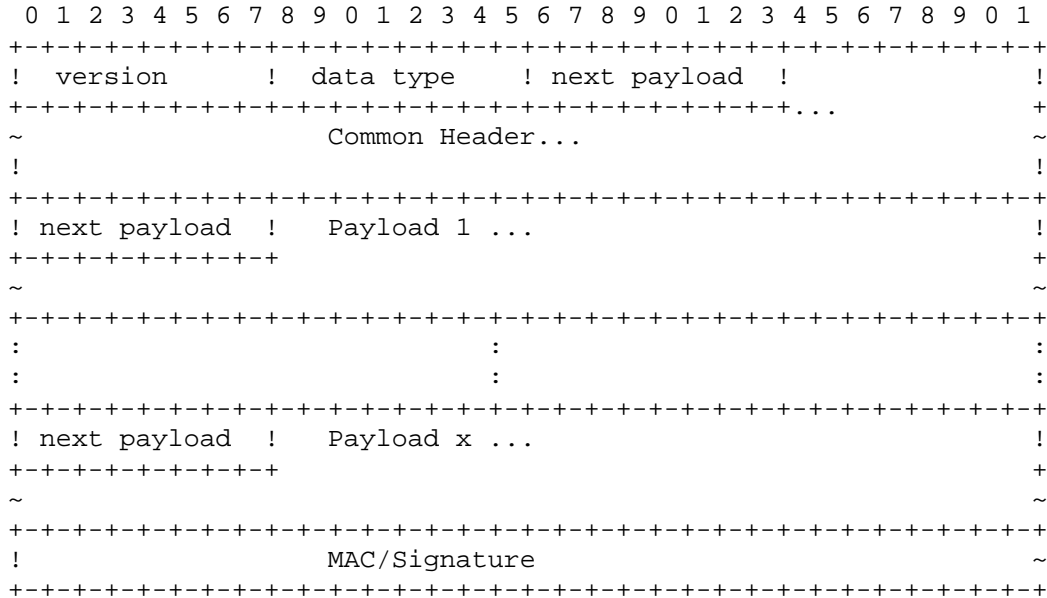 0 1 2 3 4 5 6 7 8 9 0 1 2 3 4 5 6 7 8 9 0 1 2 3 4 5 6 7 8 9 0 1
+-+-+-+-+-+-+-+-+-+-+-+-+-+-+-+-+-+-+-+-+-+-+-+-+-+-+-+-+-+-+-+-+
!  version      !  data type    ! next payload  !               !
+-+-+-+-+-+-+-+-+-+-+-+-+-+-+-+-+-+-+-+-+-+-+-+-+...             +
~                   Common Header...                            ~
!                                                               !
+-+-+-+-+-+-+-+-+-+-+-+-+-+-+-+-+-+-+-+-+-+-+-+-+-+-+-+-+-+-+-+-+
! next payload  !   Payload 1 ...                               !
+-+-+-+-+-+-+-+-+                                               +
~                                                               ~
+-+-+-+-+-+-+-+-+-+-+-+-+-+-+-+-+-+-+-+-+-+-+-+-+-+-+-+-+-+-+-+-+
:                             :                                 :
:                             :                                 :
+-+-+-+-+-+-+-+-+-+-+-+-+-+-+-+-+-+-+-+-+-+-+-+-+-+-+-+-+-+-+-+-+
! next payload  !   Payload x ...                               !
+-+-+-+-+-+-+-+-+                                               +
~                                                               ~
+-+-+-+-+-+-+-+-+-+-+-+-+-+-+-+-+-+-+-+-+-+-+-+-+-+-+-+-+-+-+-+-+
!                   MAC/Signature                               ~
+-+-+-+-+-+-+-+-+-+-+-+-+-+-+-+-+-+-+-+-+-+-+-+-+-+-+-+-+-+-+-+-+